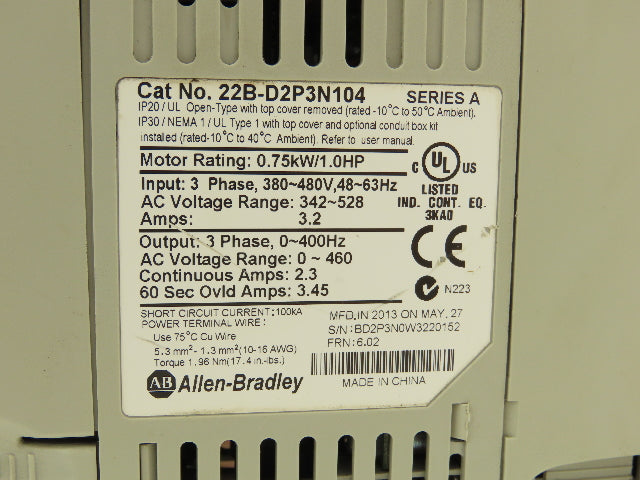 Cat No. 22B-D2P3N104 SERIES A
IP20 / UL Open-Type with top cover removed (rated -10°C to 50°C Ambient).
IP30 / NEMA 1 / UL Type 1 with top cover and optional conduit box kit
installed (rated-10°C to 40°C Ambient). Refer to user manual.
Motor Rating: 0.75kW/1.0HP
Input: 3 Phase, 380~480V,48~63Hz
AC Voltage Range: 342~528
Amps: 3.2
C UL US
LISTED
IND. CONT. EQ.
3KA0
Output: 3 Phase, 0~400Hz
AC Voltage Range: 0 ~ 460
Continuous Amps: 2.3
60 Sec Ovld Amps: 3.45
CE
N223
SHORT CIRCUIT CURRENT:100kA
POWER TERMINAL WIRE:
Use 75°C Cu Wire
5.3 mm² - 1.3 mm²(10-16 AWG)
Torque 1.96 Nm(17.4 in.-lbs.)
AB Allen-Bradley
MFD.IN 2013 ON MAY. 27
S/N: BD2P3N0W3220152
FRN: 6.02
MADE IN CHINA